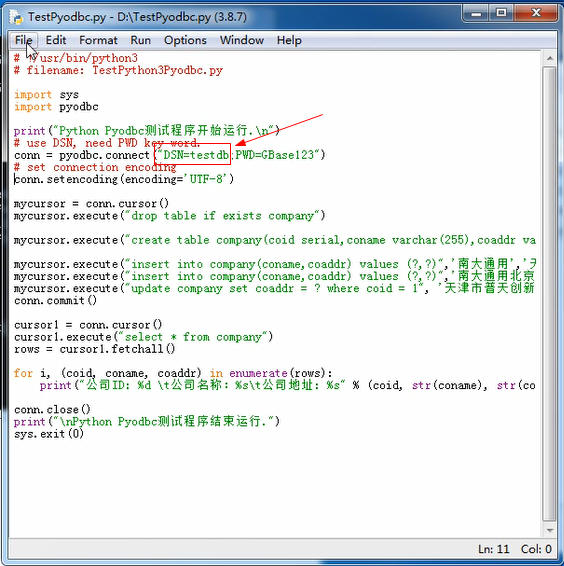 TestPyodbc.py - D:\TestPyodbc.py (3.8.7)
File Edit Format Run Options Window Help
usr/bin/python3
# filename: TestPython3Pyodbc.py
import sys
import pyodbc
print("Python Pyodbc测试程序开始运行.\n")
# use DSN, need PWD key word.
conn = pyodbc.connect("DSN=testdb;PWD=GBase123")
# set connection encoding
conn.setencoding(encoding='UTF-8')
mycursor = conn.cursor()
mycursor.execute("drop table if exists company")
mycursor.execute("create table company(coid serial,coname varchar(255),coaddr va
mycursor.execute("insert into company(coname,coaddr) values (?,?)",'南大通用','天
mycursor.execute("insert into company(coname,coaddr) values (?,?)",'南大通用北京
mycursor.execute("update company set coaddr = ? where coid = 1", '天津市普天创新
conn.commit()
cursor1 = conn.cursor()
cursor1.execute("select * from company")
rows = cursor1.fetchall()
for i, (coid, coname, coaddr) in enumerate(rows):
print("公司ID: %d \t公司名称: %s\t公司地址: %s" % (coid, str(coname), str(co
conn.close()
print("\nPython Pyodbc测试程序结束运行.")
sys.exit(0)
Ln: 11 Col: 0